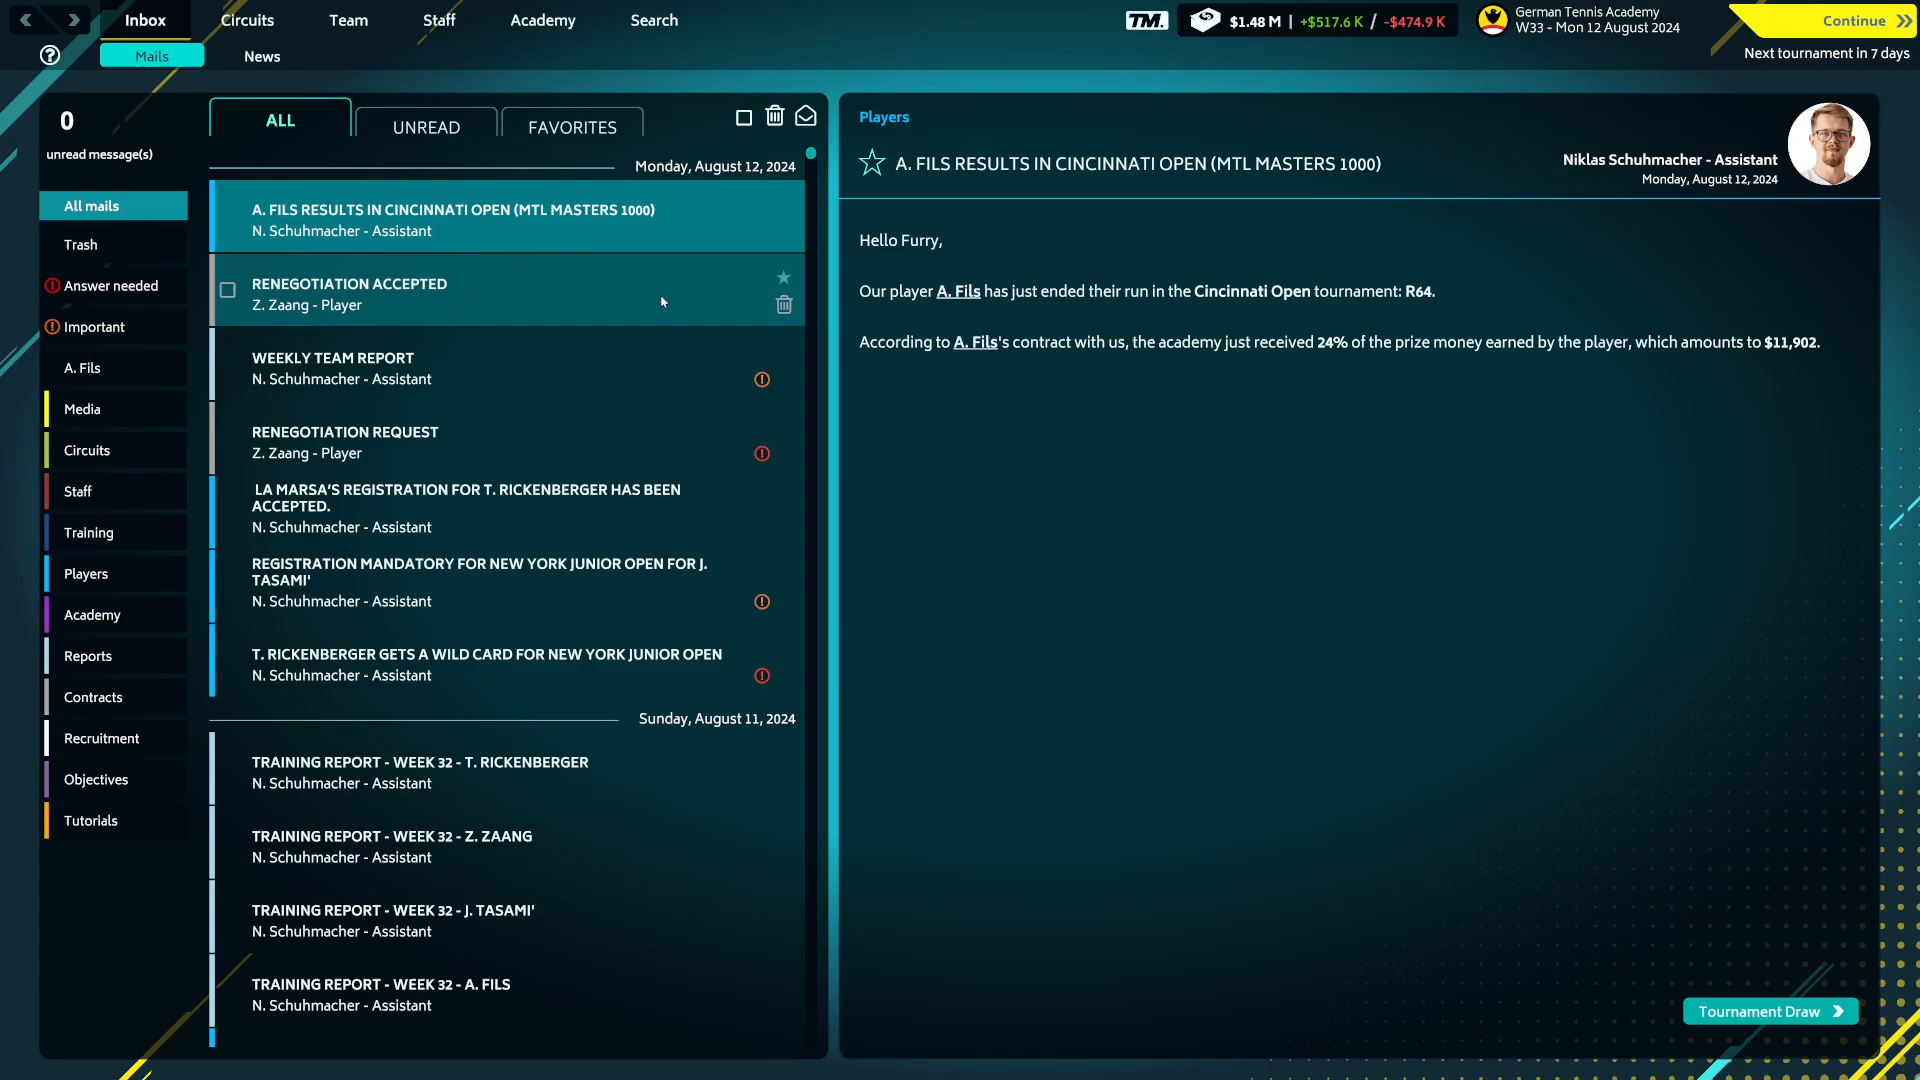 Inbox
Circuits
Team
Staff
Academy
Search
TM.
$1.48 M | +$517.6 K / -$474.9 K
German Tennis Academy
W33 - Mon 12 August 2024
Continue
Next tournament in 7 days
Mails
News
0
unread message(s)
All mails
Trash
Answer needed
Important
A. Fils
Media
Circuits
Staff
Training
Players
Academy
Reports
Contracts
Recruitment
Objectives
Tutorials
ALL
UNREAD
FAVORITES
Monday, August 12, 2024
A. FILS RESULTS IN CINCINNATI OPEN (MTL MASTERS 1000)
N. Schuhmacher - Assistant
RENEGOTIATION ACCEPTED
Z. Zaang - Player
WEEKLY TEAM REPORT
N. Schuhmacher - Assistant
RENEGOTIATION REQUEST
Z. Zaang - Player
LA MARSA'S REGISTRATION FOR T. RICKENBERGER HAS BEEN
ACCEPTED.
N. Schuhmacher - Assistant
REGISTRATION MANDATORY FOR NEW YORK JUNIOR OPEN FOR J.
TASAMI'
N. Schuhmacher - Assistant
T. RICKENBERGER GETS A WILD CARD FOR NEW YORK JUNIOR OPEN
N. Schuhmacher - Assistant
Sunday, August 11, 2024
TRAINING REPORT - WEEK 32 - T. RICKENBERGER
N. Schuhmacher - Assistant
TRAINING REPORT - WEEK 32 - Z. ZAANG
N. Schuhmacher - Assistant
TRAINING REPORT - WEEK 32 - J. TASAMI'
N. Schuhmacher - Assistant
TRAINING REPORT - WEEK 32 - A. FILS
N. Schuhmacher - Assistant
Players
A. FILS RESULTS IN CINCINNATI OPEN (MTL MASTERS 1000)
Niklas Schuhmacher - Assistant
Monday, August 12, 2024
Hello Furry,
Our player A. Fils has just ended their run in the Cincinnati Open tournament: R64.
According to A. Fils's contract with us, the academy just received 24% of the prize money earned by the player, which amounts to $11,902.
Tournament Draw